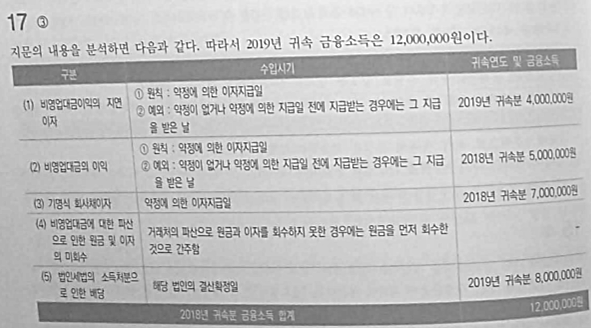 17 ③
지문의 내용을 분석하면 다음과 같다. 따라서 2019년 귀속 금융소득은 12,000,000원이다.
구분 수입시기 귀속연도 및 금융소득
(1) 비영업대금이익의 지연
이자
① 원칙 : 약정에 의한 이자지급일
② 예외 : 약정이 없거나 약정에 의한 지급일 전에 지급받는 경우에는 그 지급
을 받은 날
2019년 귀속분 4,000,000원
(2) 비영업대금의 이익
① 원칙 : 약정에 의한 이자지급일
② 예외 : 약정이 없거나 약정에 의한 지급일 전에 지급받는 경우에는 그 지급
을 받은 날
2018년 귀속분 5,000,000원
(3) 기명식 회사채이자 약정에 의한 이자지급일 2018년 귀속분 7,000,000원
(4) 비영업대금에 대한 파산
으로 인한 원금 및 이자
의 미회수
거래처의 파산으로 원금과 이자를 회수하지 못한 경우에는 원금을 먼저 회수한
것으로 간주함
-
(5) 법인세법의 소득처분으
로 인한 배당
해당 법인의 결산확정일
2019년 귀속분 8,000,000원
2018년 귀속분 금융소득 합계 12,000,000원